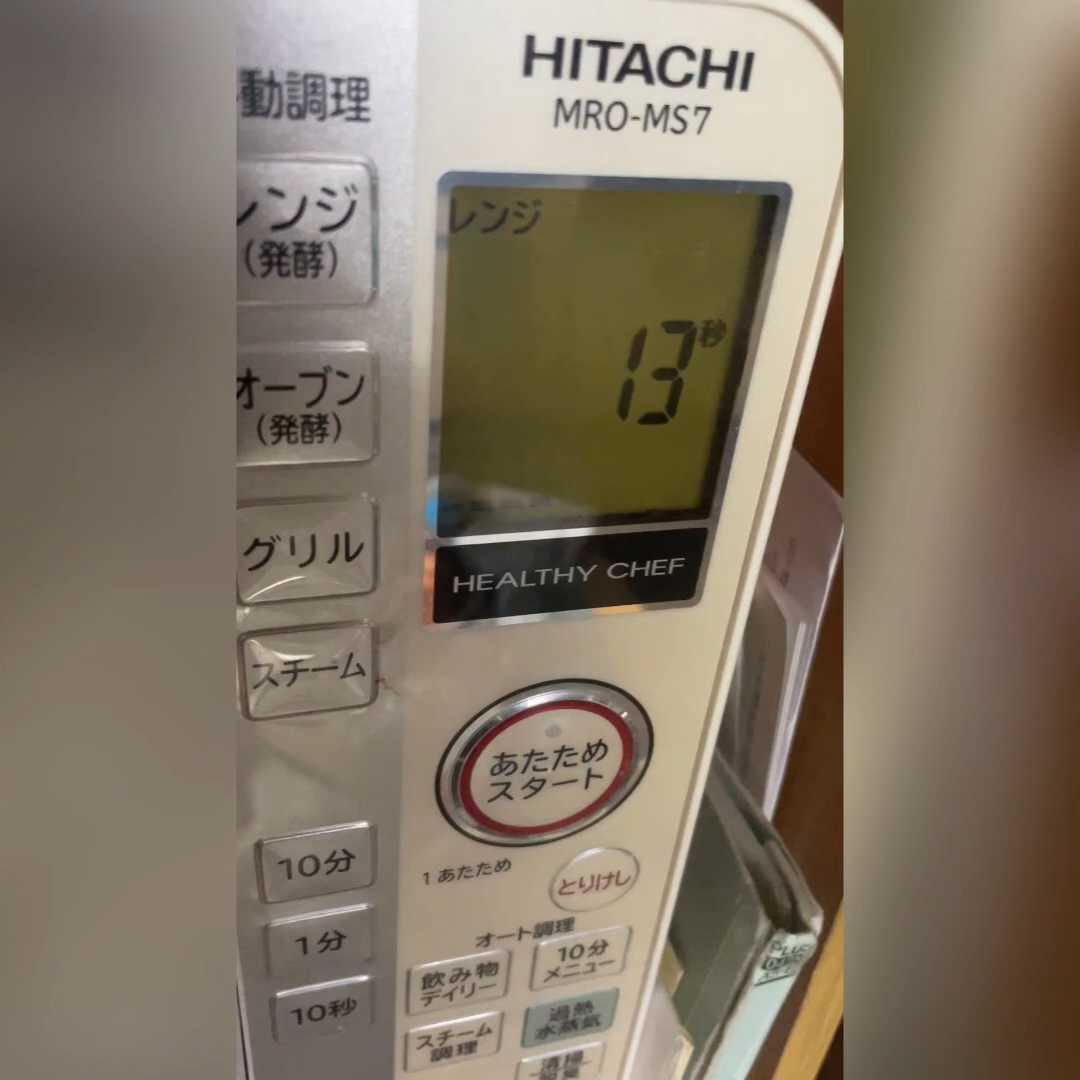 HITACHI
MRO-MS7
動調理
レンジ
(発酵)
オーブン
(発酵)
グリル
スチーム
10分
1分
10秒
レンジ
13秒
HEALTHY CHEF
あたため
スタート
1 あたため
とりけし
オート調理
飲み物
デイリー
10分
メニュー
スチーム
調理
過熱
水蒸気
清掃
PLUS